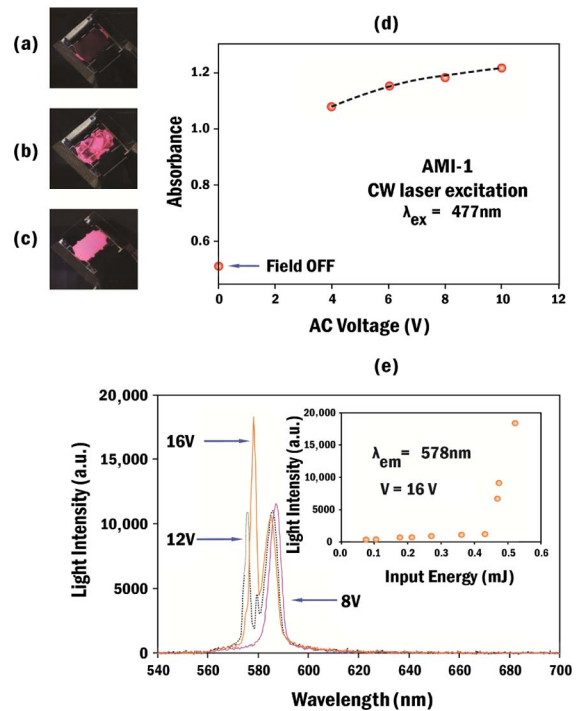 (a)
(b)
(c)
(d)
Absorbance
1.2
1.0
0.8
0.6
0
2
4
6
8
10
12
AC Voltage (V)
AMI-1
CW laser excitation
λex = 477nm
Field OFF
(e)
Light Intensity (a.u.)
20,000
15,000
10,000
5000
0
540
560
580
600
620
640
660
680
700
Wavelength (nm)
16V
12V
8V
Light Intensity (a.u.)
20,000
15,000
10,000
5000
0
0.0
0.1
0.2
0.3
0.4
0.5
0.6
Input Energy (mJ)
λem = 578nm
V = 16 V